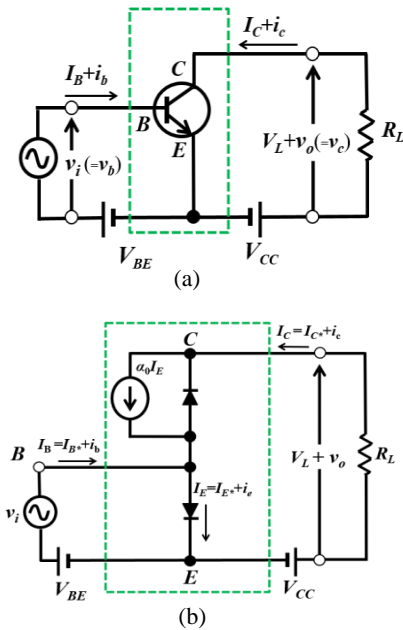 I_B+i_b
I_C+i_c
C
B
E
v_i(=v_b)
V_L+v_o(=v_c)
R_L
V_BE
V_CC
(a)
C
I_C=I_C*+i_c
α_0I_E
B
I_B=I_B*+i_b
I_E=I_E*+i_e
V_L+v_o
R_L
v_i
V_BE
E
V_CC
(b)